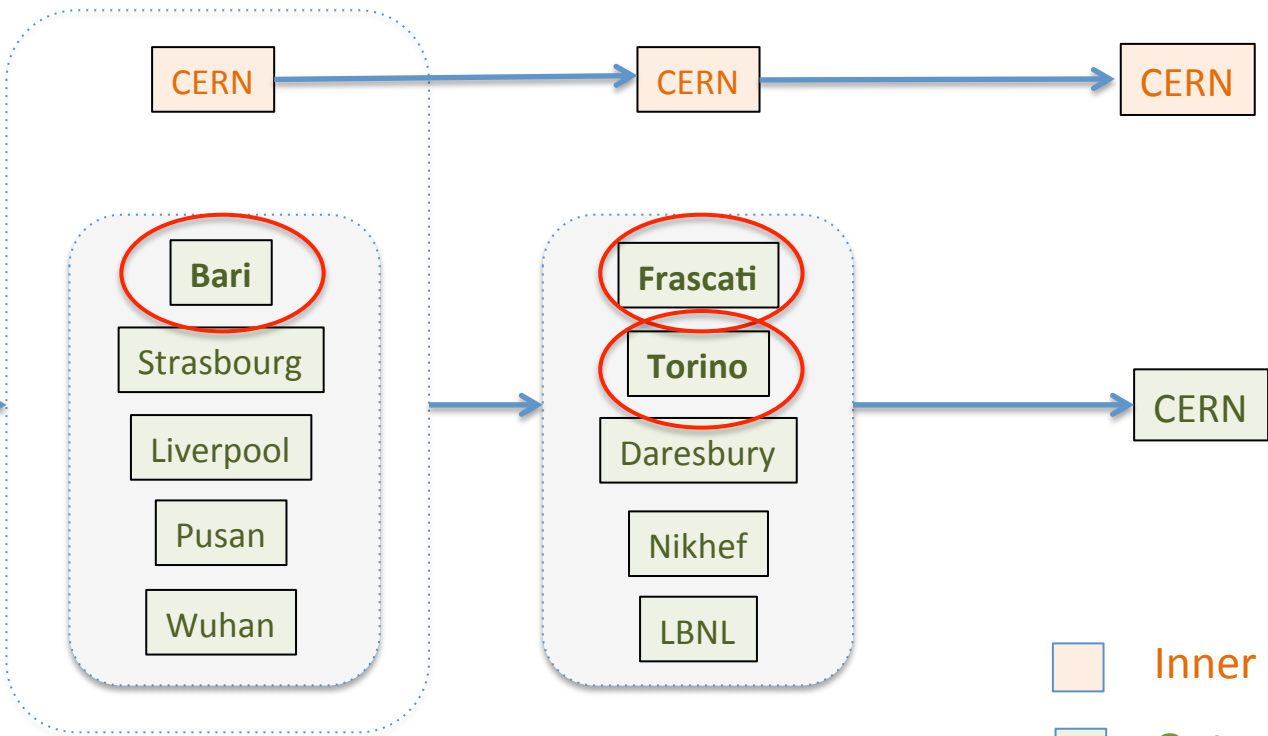 CERN
CERN
CERN
Bari
Strasbourg
Liverpool
Pusan
Wuhan
Frascati
Torino
Daresbury
Nikhef
LBNL
CERN
Inner